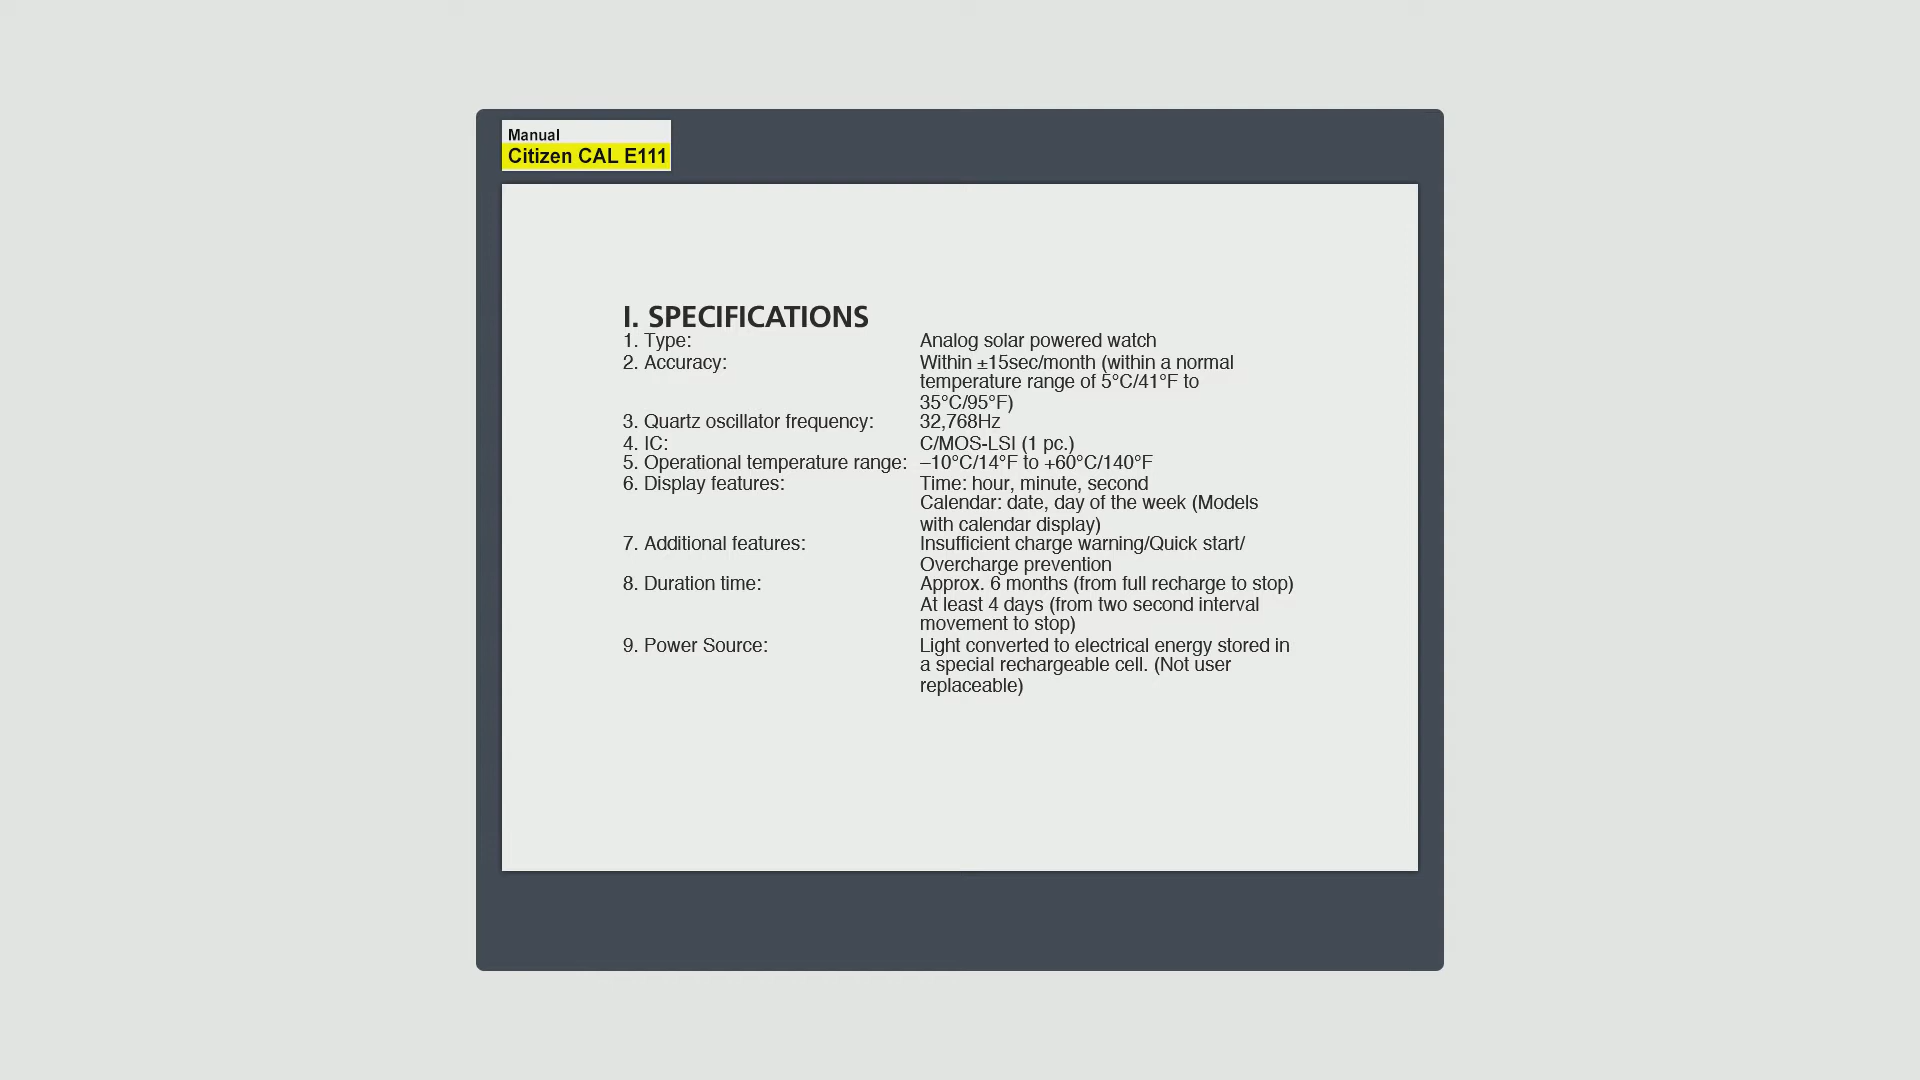 Manual
Citizen CAL E111
I. SPECIFICATIONS
1. Type: Analog solar powered watch
2. Accuracy: Within ±15sec/month (within a normal
temperature range of 5°C/41°F to
35°C/95°F)
3. Quartz oscillator frequency: 32,768Hz
4. IC: C/MOS-LSI (1 pc.)
5. Operational temperature range: –10°C/14°F to +60°C/140°F
6. Display features: Time: hour, minute, second
Calendar: date, day of the week (Models
with calendar display)
7. Additional features: Insufficient charge warning/Quick start/
Overcharge prevention
8. Duration time: Approx. 6 months (from full recharge to stop)
At least 4 days (from two second interval
movement to stop)
9. Power Source: Light converted to electrical energy stored in
a special rechargeable cell. (Not user
replaceable)